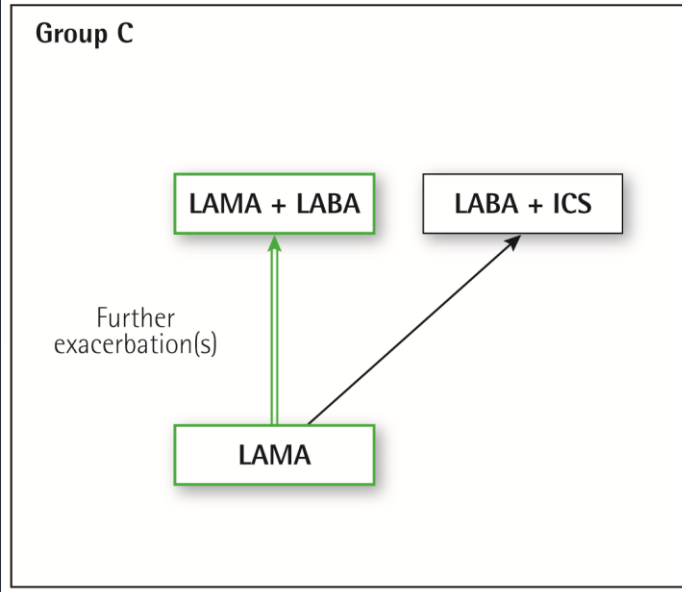 Group C
LAMA + LABA
LABA + ICS
Further
exacerbation(s)
LAMA